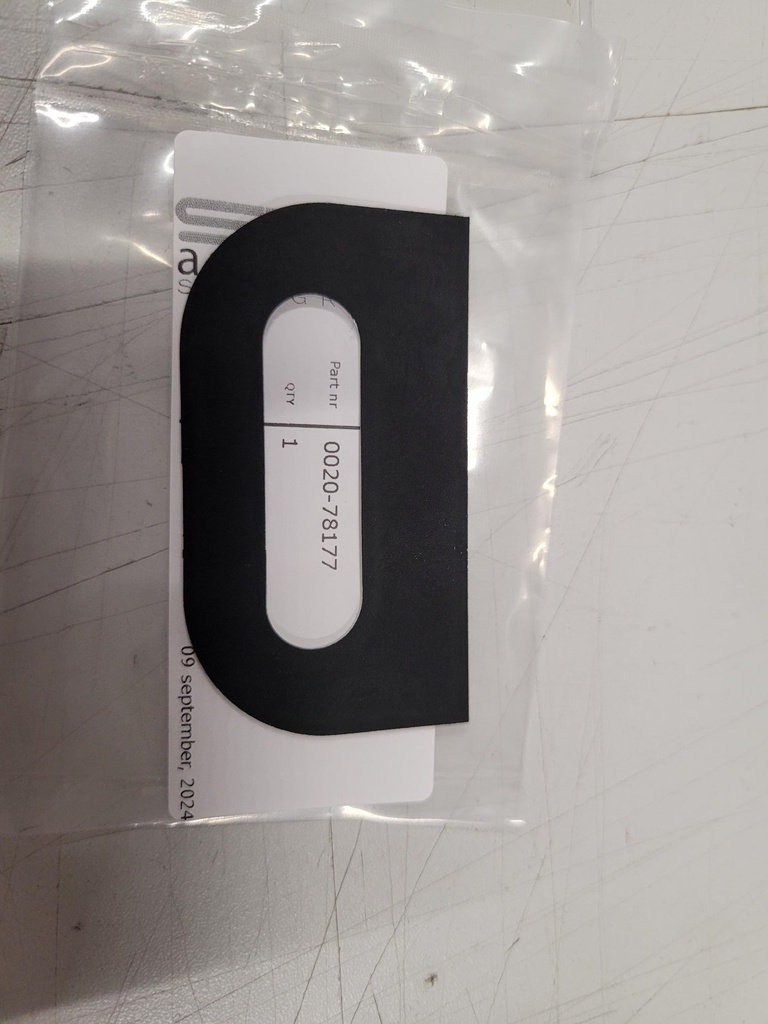 Part nr 0020-78177
QTY 1
09 september, 2024